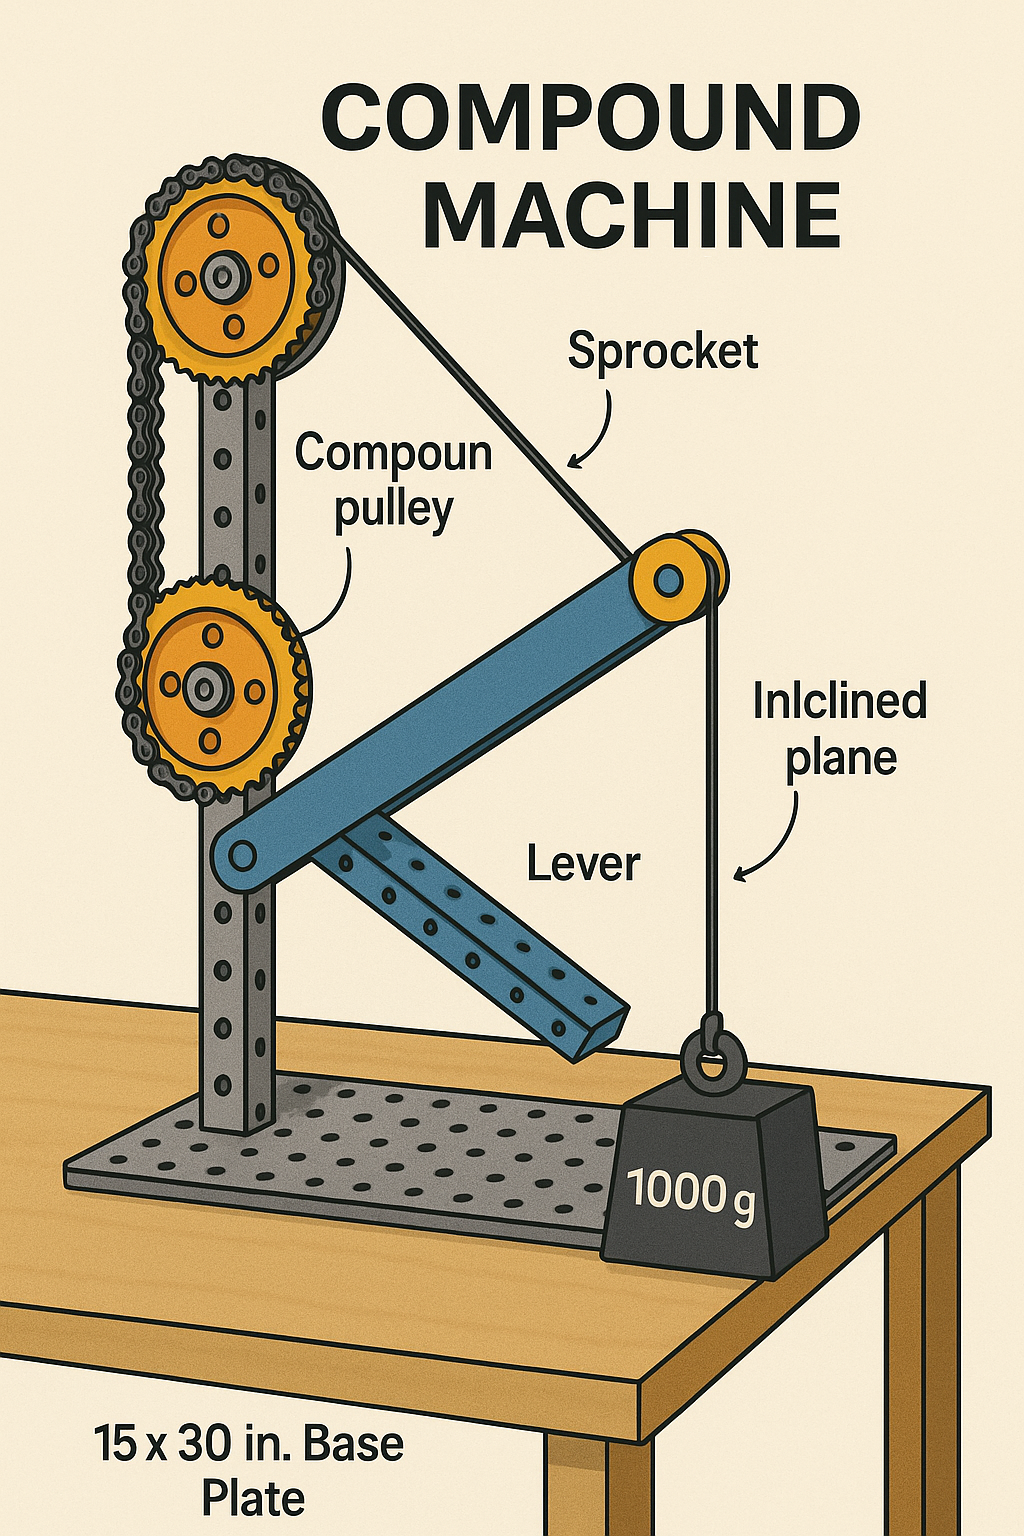 COMPOUND
MACHINE
Sprocket
Compoun
pulley
Inlclined
plane
Lever
1000 g
15 x 30 in. Base
Plate